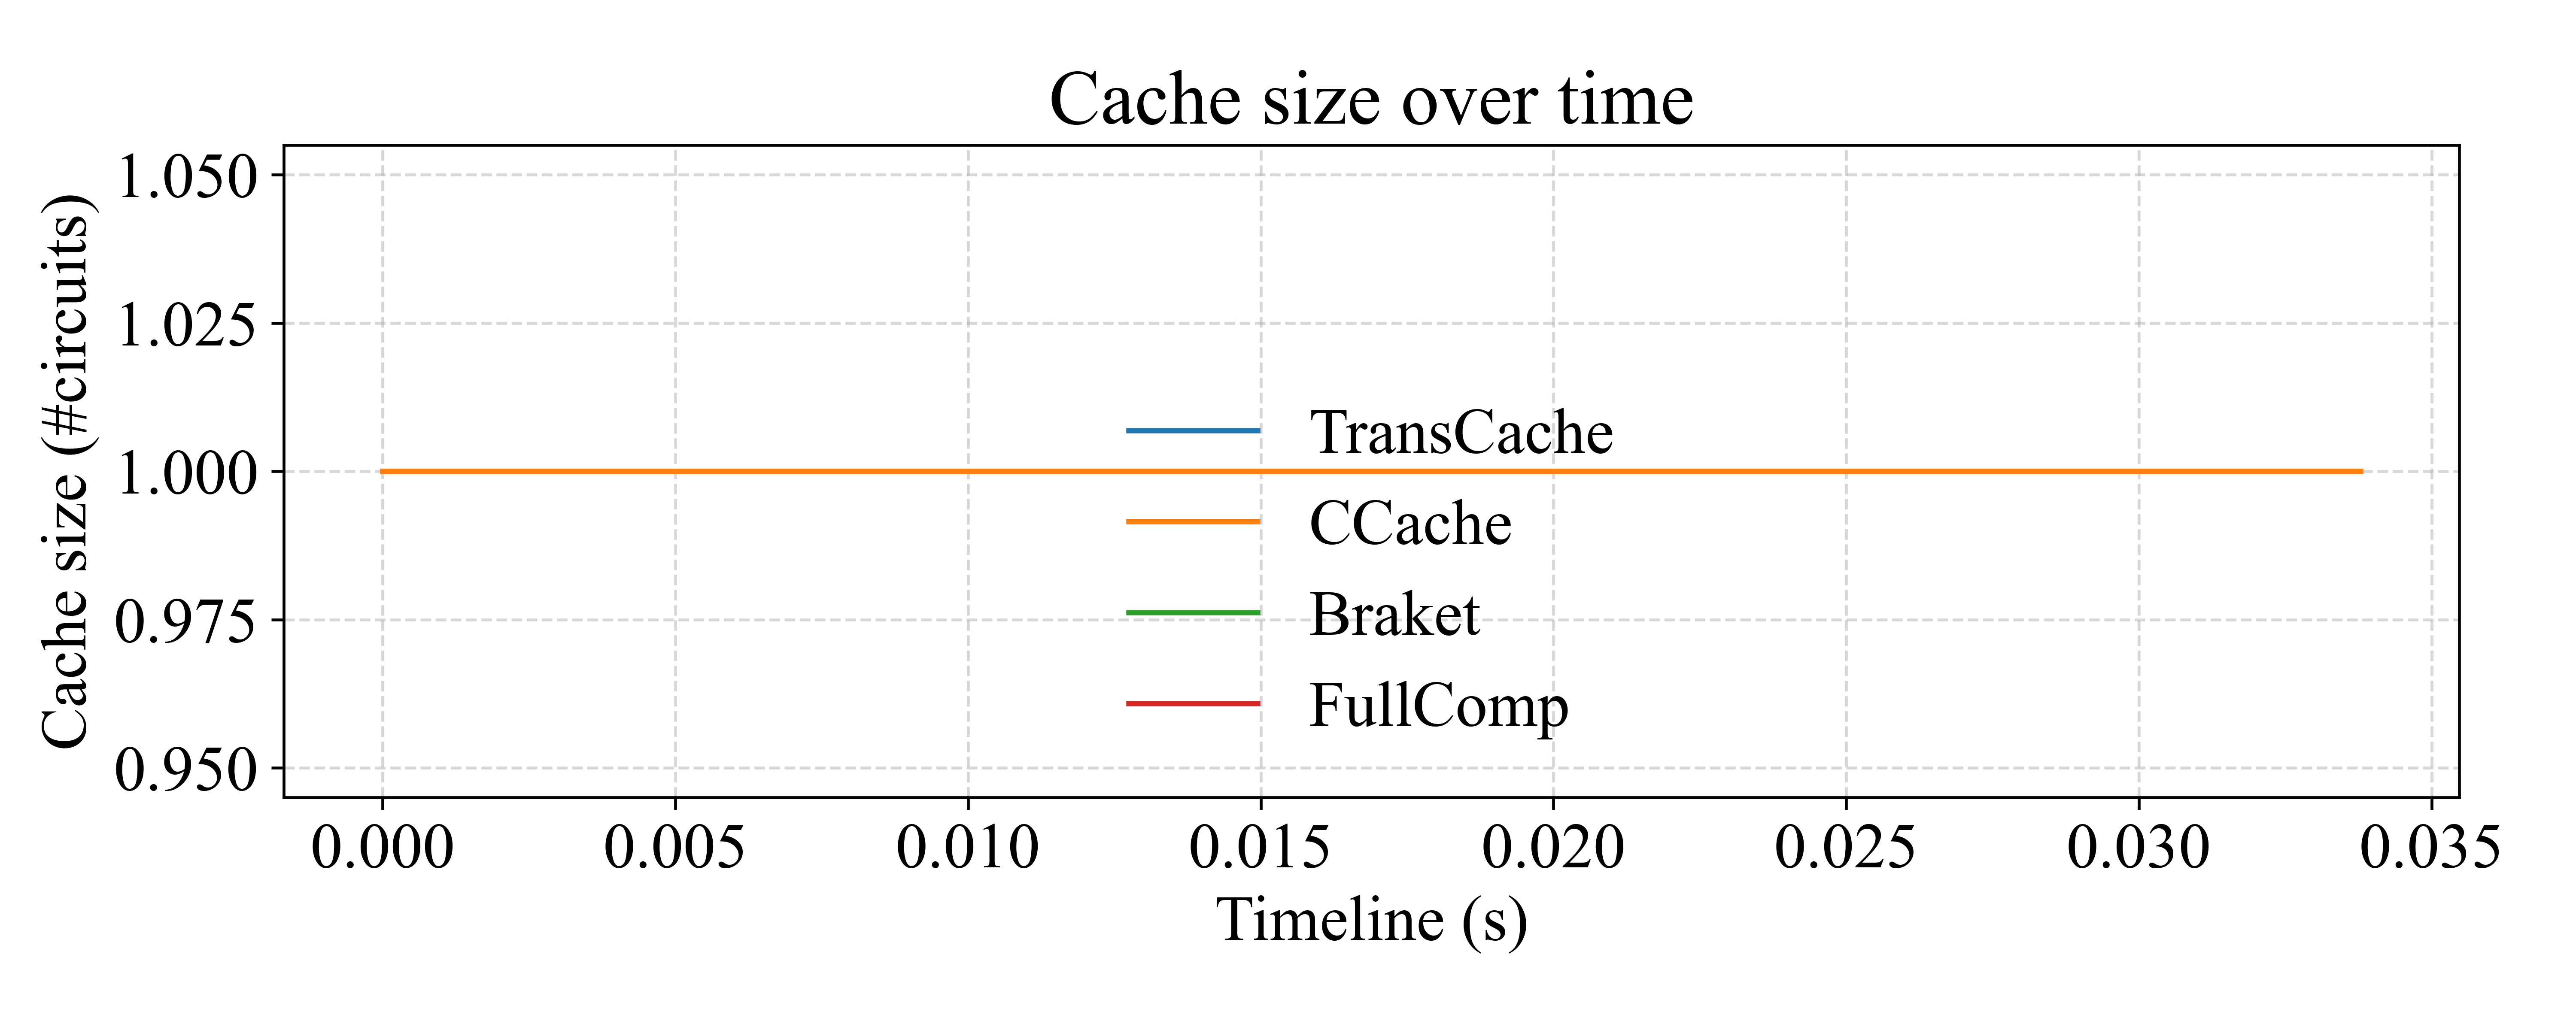 Cache size over time
Cache size (#circuits)
1.050
1.025
1.000
0.975
0.950
TransCache
CCache
Braket
FullComp
0.000 0.005 0.010 0.015 0.020 0.025 0.030 0.035
Timeline (s)